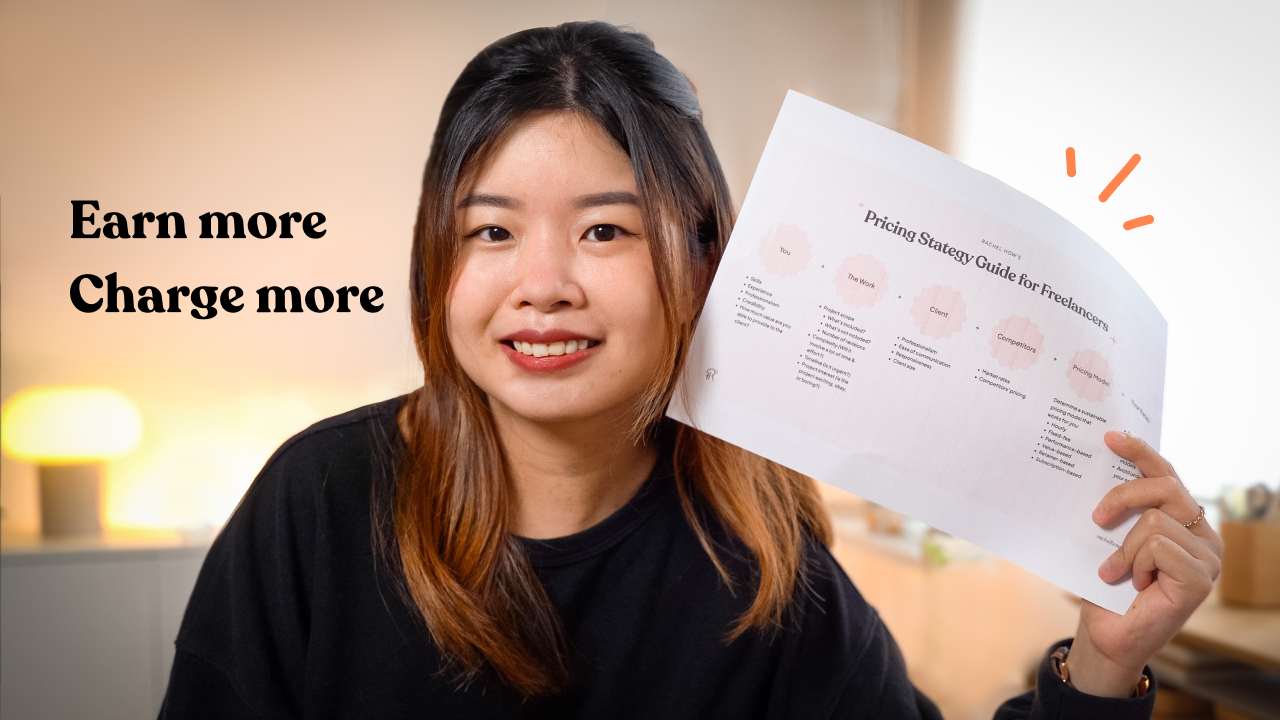 Earn more
Charge more
RACHEL HOW'S
Pricing Stategy Guide for Freelancers
You
+
The Work
+
Client
+
Competitors
+
Pricing Model
+
• Skills
• Experience
• Professionalism
• Credibility
• How much value are you
able to provide to the
client?
• Project scope
• What's included?
• What's not included?
• Number of revisions
• Complexity (Will it
involve a lot of time &
effort?)
• Timeline (Is it urgent?)
• Project interest (Is the
project exciting, okay,
or boring?)
• Professionalism
• Ease of communication
• Responsiveness
• Client size
• Market rates
• Competitors' pricing
Determine a sustainable
pricing model that
works for you:
• Hourly
• Fixed-fee
• Performance-based
• Value-based
• Retainer-based
• Subscription-based